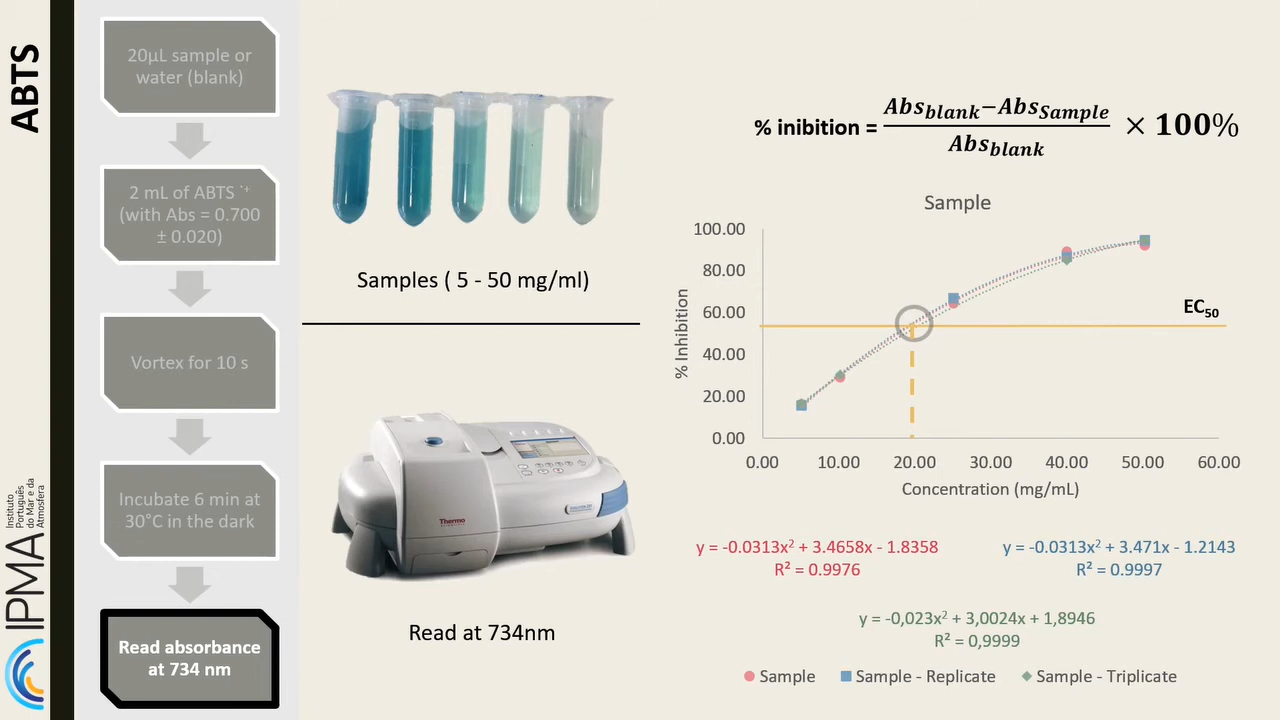 ABTS
20µL sample or
water (blank)
2 mL of ABTS ˙⁺
(with Abs = 0.700
± 0.020)
Vortex for 10 s
Incubate 6 min at
30°C in the dark
Read absorbance
at 734 nm
Instituto
Português
do Mar e da
Atmosfera
IPMA
Samples ( 5 - 50 mg/ml)
Thermo
Read at 734nm
% inibition = (Abs_blank − Abs_Sample) / Abs_blank × 100%
Sample
% Inhibition
100.00
80.00
60.00
40.00
20.00
0.00
EC₅₀
0.00 10.00 20.00 30.00 40.00 50.00 60.00
Concentration (mg/mL)
y = -0.0313x² + 3.4658x - 1.8358
R² = 0.9976
y = -0.0313x² + 3.471x - 1.2143
R² = 0.9997
y = -0,023x² + 3,0024x + 1,8946
R² = 0,9999
Sample
Sample - Replicate
Sample - Triplicate